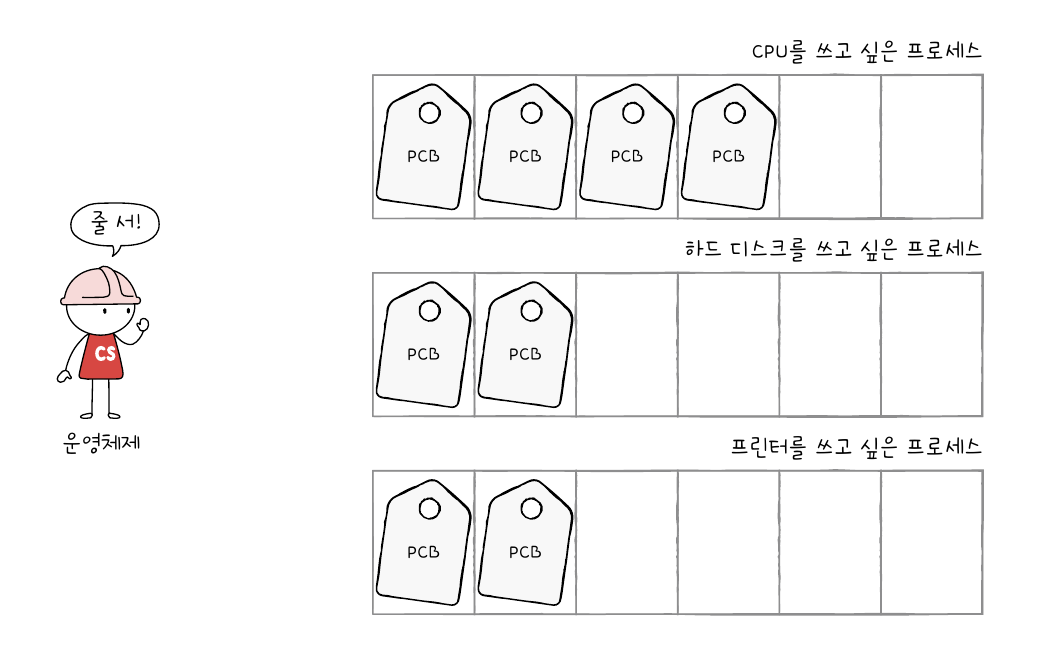 CPU를 쓰고 싶은 프로세스
PCB PCB PCB PCB
줄 서!
하드 디스크를 쓰고 싶은 프로세스
PCB PCB
CS
운영체제
프린터를 쓰고 싶은 프로세스
PCB PCB